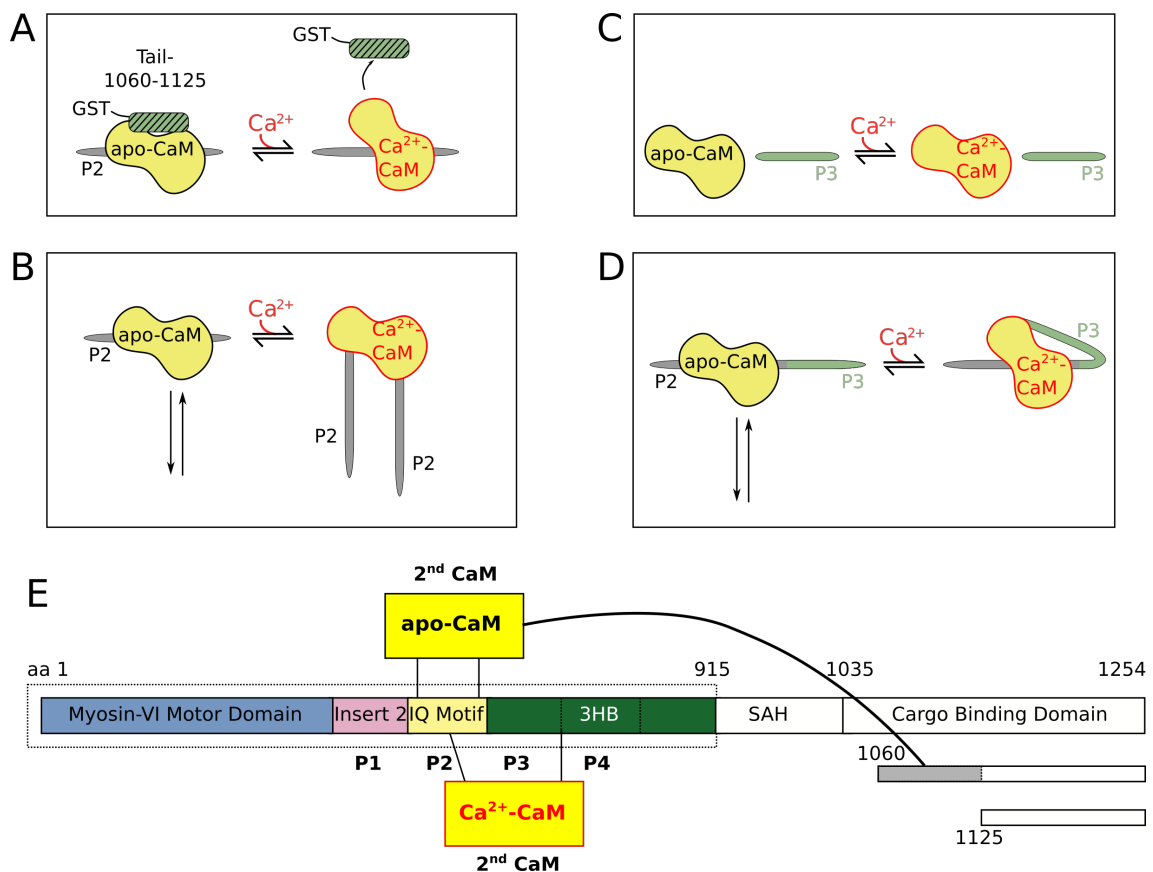 A
Tail-
1060-1125
GST
apo-CaM
P2
Ca²⁺
GST
Ca²⁺-
CaM
C
apo-CaM
P3
Ca²⁺
Ca²⁺-
CaM
P3
B
apo-CaM
P2
Ca²⁺
Ca²⁺-
CaM
P2
P2
D
apo-CaM
P2
P3
Ca²⁺
P3
Ca²⁺-
CaM
E
2ⁿᵈ CaM
apo-CaM
aa 1
915
1035
1254
Myosin-VI Motor Domain
Insert 2
IQ Motif
3HB
SAH
Cargo Binding Domain
P1
P2
P3
P4
1060
Ca²⁺-CaM
1125
2ⁿᵈ CaM